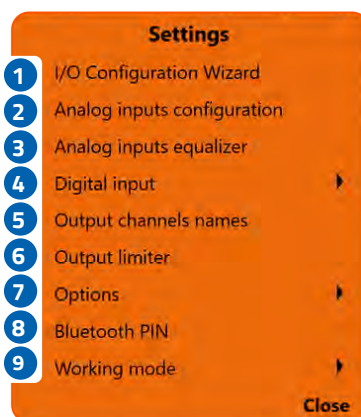 Settings
1 I/O Configuration Wizard
2 Analog inputs configuration
3 Analog inputs equalizer
4 Digital input
5 Output channels names
6 Output limiter
7 Options
8 Bluetooth PIN
9 Working mode
Close